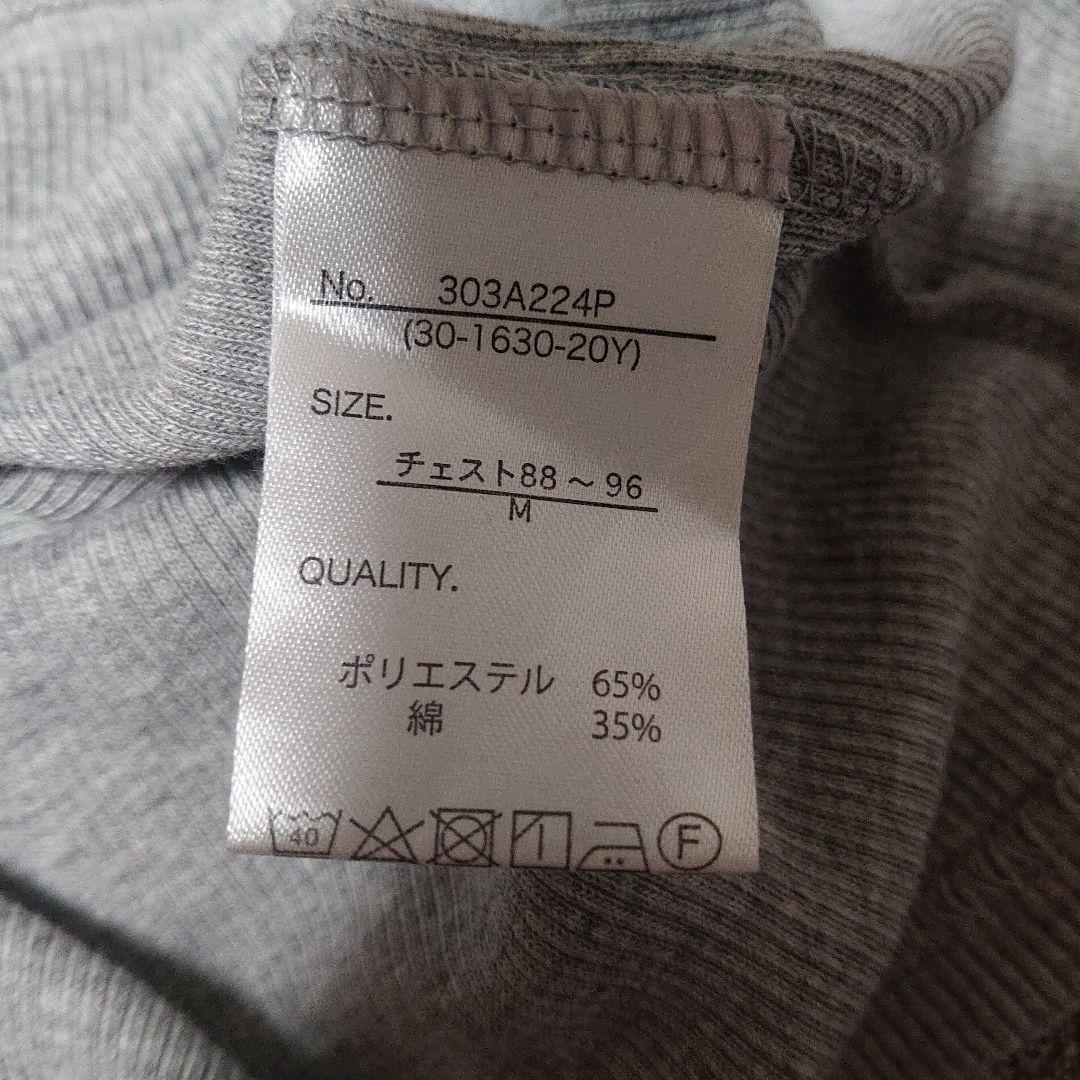 No. 303A224P
(30-1630-20Y)
SIZE.
チェスト88～96
M
QUALITY.
ポリエステル 65%
綿 35%
40
F